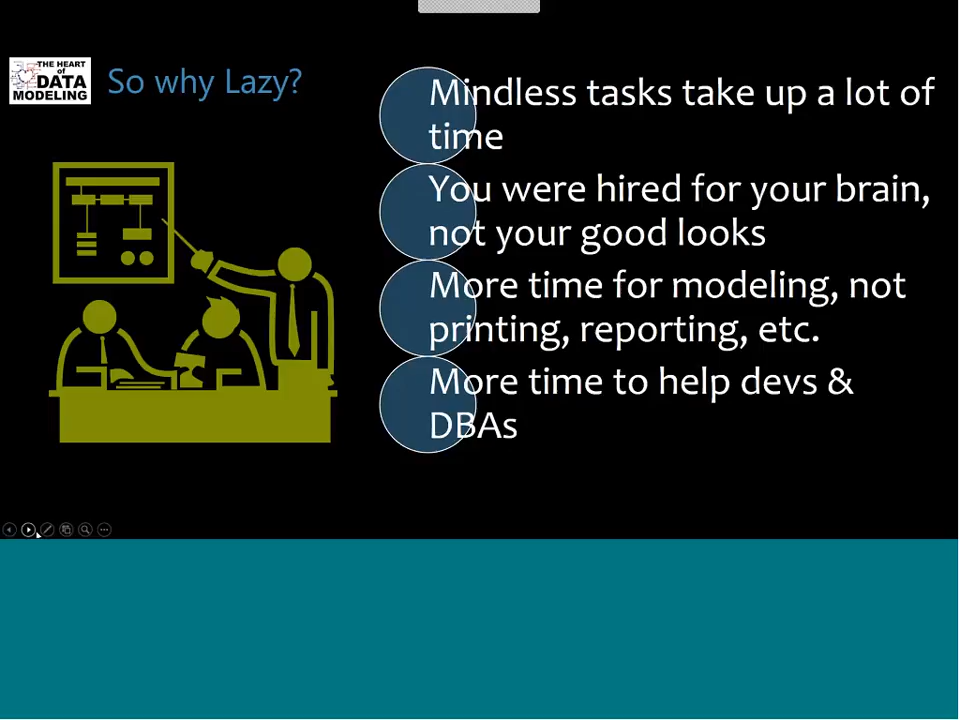 THE HEART
of
DATA
MODELING
So why Lazy?
Mindless tasks take up a lot of
time
You were hired for your brain,
not your good looks
More time for modeling, not
printing, reporting, etc.
More time to help devs &
DBAs